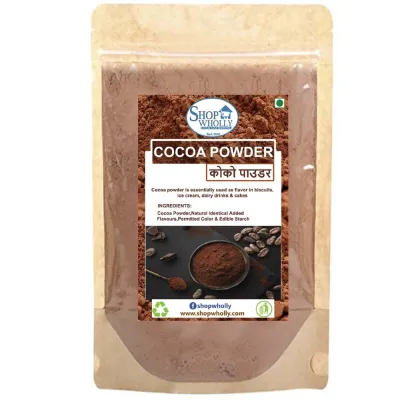 SHOP
WHOLLY
COCOA POWDER
कोको पाउडर
Cocoa powder is essentially used as flavor in biscuits,
ice cream, dairy drinks & cakes
INGREDIENTS:
Cocoa Powder,Natural Identical Added
Flavours,Permitted Color & Edible Starch
@shopwholly
www.shopwholly.com